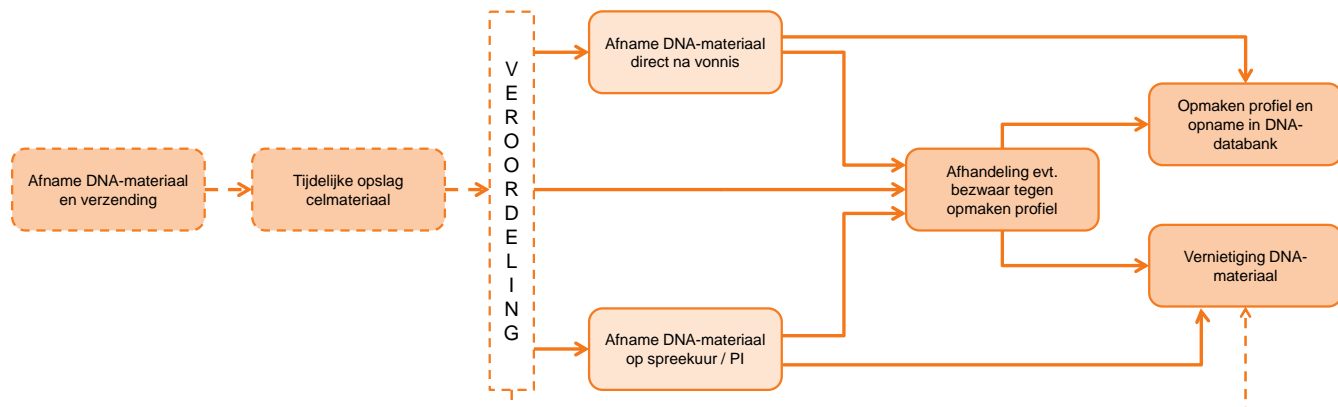 Afname DNA-materiaal
en verzending
Tijdelijke opslag
celmateriaal
VEROORDELING
Afname DNA-materiaal
direct na vonnis
Afname DNA-materiaal
op spreekuur / PI
Afhandeling evt.
bezwaar tegen
opmaken profiel
Opmaken profiel en
opname in DNA-
databank
Vernietiging DNA-
materiaal